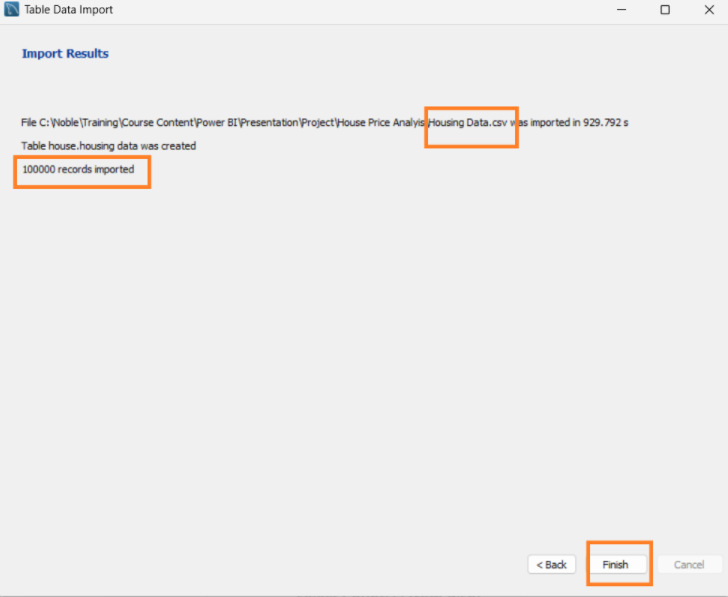 Table Data Import
Import Results
File C:\Noble\Training\Course Content\Power BI\Presentation\Project\House Price Analyis\Housing Data.csv was imported in 929.792 s
Table house.housing data was created
100000 records imported
< Back
Finish
Cancel